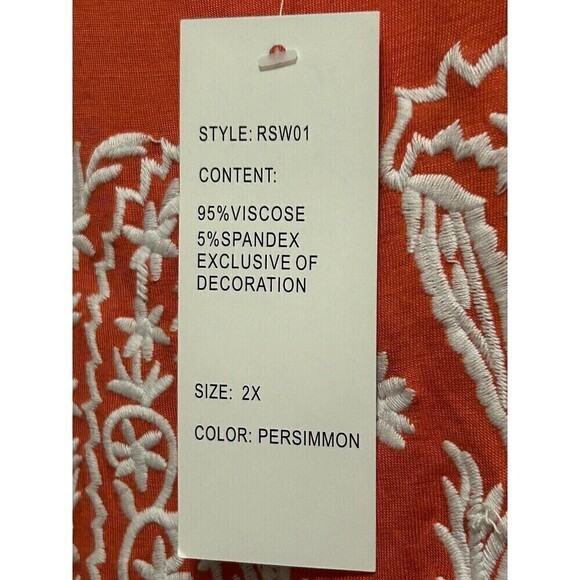 STYLE: RSW01
CONTENT:
95%VISCOSE
5%SPANDEX
EXCLUSIVE OF
DECORATION
SIZE: 2X
COLOR: PERSIMMON